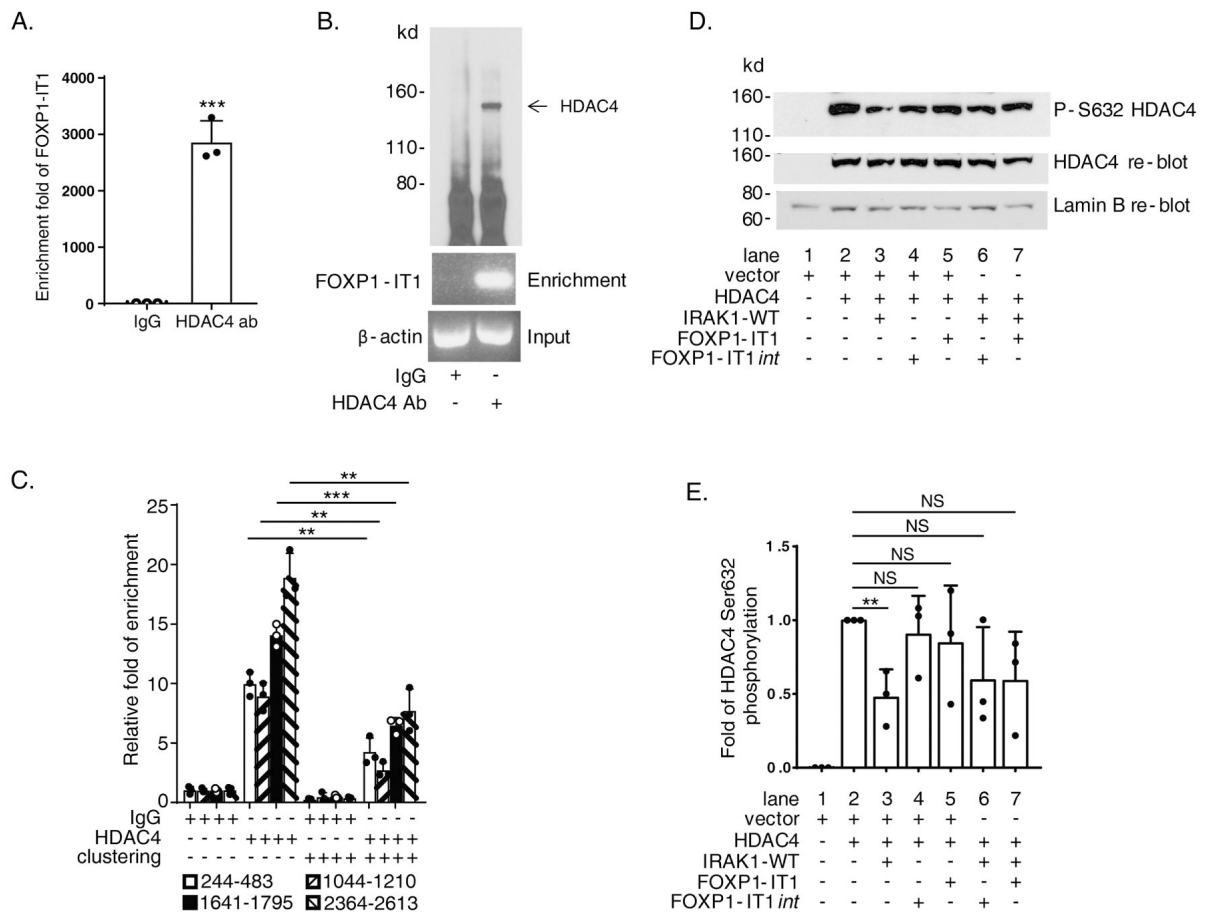 A.
Enrichment fold of FOXP1-IT1
4000
3000
2000
1000
0
***
IgG HDAC4 ab
B.
kd
160-
110-
80-
HDAC4
FOXP1-IT1 Enrichment
β-actin Input
IgG + -
HDAC4 Ab - +
C.
Relative fold of enrichment
25
20
15
10
5
0
**
***
**
**
IgG + + + + - - - - + + + + - - - -
HDAC4 - - - - + + + + - - - - + + + +
clustering - - - - - - - - + + + + + + + +
244-483 1044-1210
1641-1795 2364-2613
D.
kd
160-
110-
P-S632 HDAC4
160-
HDAC4 re-blot
80-
60-
Lamin B re-blot
lane 1 2 3 4 5 6 7
vector + + + + + - -
HDAC4 - + + + + + +
IRAK1-WT - - + - - + +
FOXP1-IT1 - - - - + - +
FOXP1-IT1 int - - - + - + -
E.
Fold of HDAC4 Ser632
phosphorylation
1.5
1.0
0.5
0.0
NS
NS
NS
NS
**
lane 1 2 3 4 5 6 7
vector + + + + + - -
HDAC4 - + + + + + +
IRAK1-WT - - + - - + +
FOXP1-IT1 - - - - + - +
FOXP1-IT1 int - - - + - + -